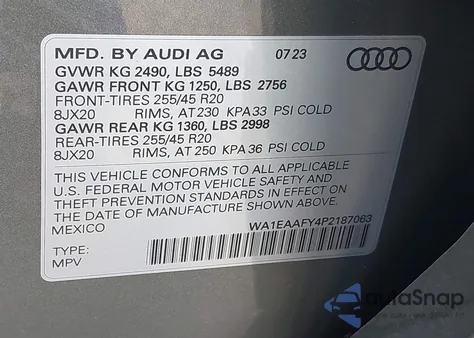 MFD. BY AUDI AG 07 23
GVWR KG 2490, LBS 5489
GAWR FRONT KG 1250, LBS 2756
FRONT-TIRES 255/45 R20
8JX20 RIMS, AT 230 KPA 33 PSI COLD
GAWR REAR KG 1360, LBS 2998
REAR-TIRES 255/45 R20
8JX20 RIMS, AT 250 KPA 36 PSI COLD
THIS VEHICLE CONFORMS TO ALL APPLICABLE
U.S. FEDERAL MOTOR VEHICLE SAFETY AND
THEFT PREVENTION STANDARDS IN EFFECT ON
THE DATE OF MANUFACTURE SHOWN ABOVE.
MEXICO
WA1EAAFY4P2187063
TYPE:
MPV
autoSnap